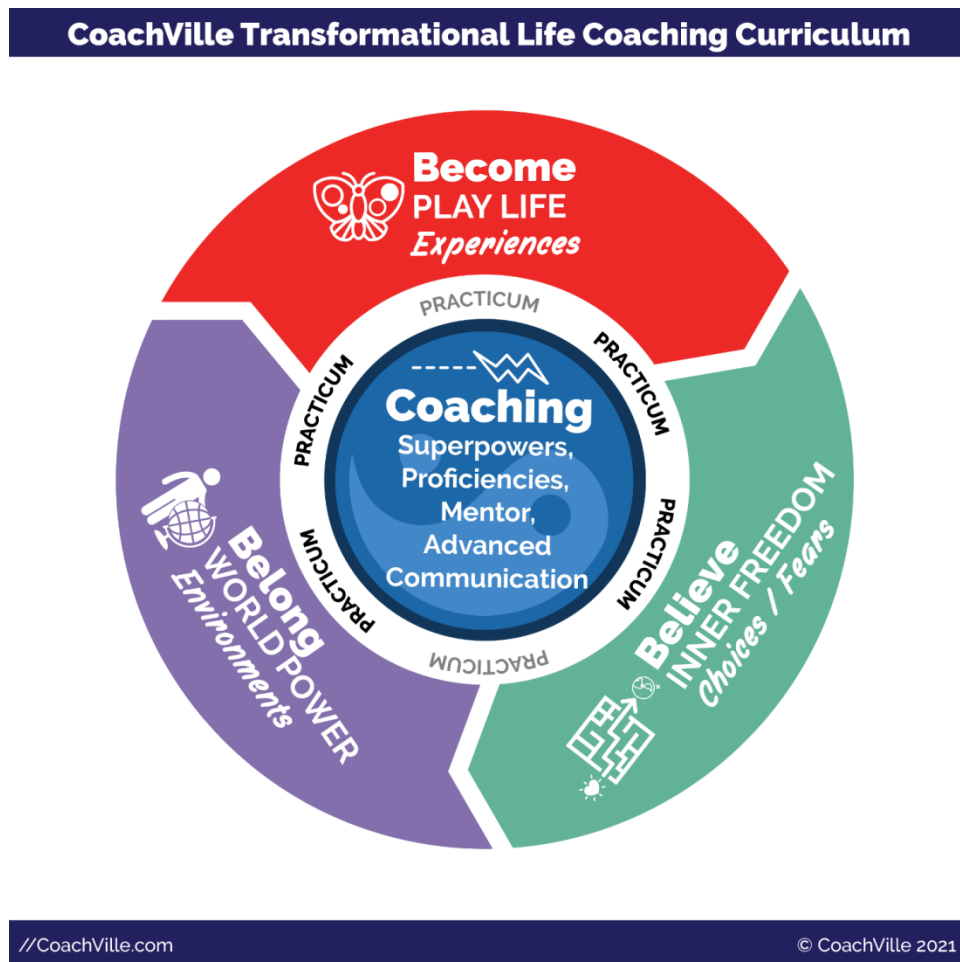 CoachVille Transformational Life Coaching Curriculum
Become
PLAY LIFE
Experiences
PRACTICUM
PRACTICUM
PRACTICUM
Coaching
Superpowers,
Proficiencies,
Mentor,
Advanced
Communication
PRACTICUM
PRACTICUM
PRACTICUM
Believe
INNER FREEDOM
Choices / Fears
BeLong
WORLD POWER
Environments
//CoachVille.com
© CoachVille 2021